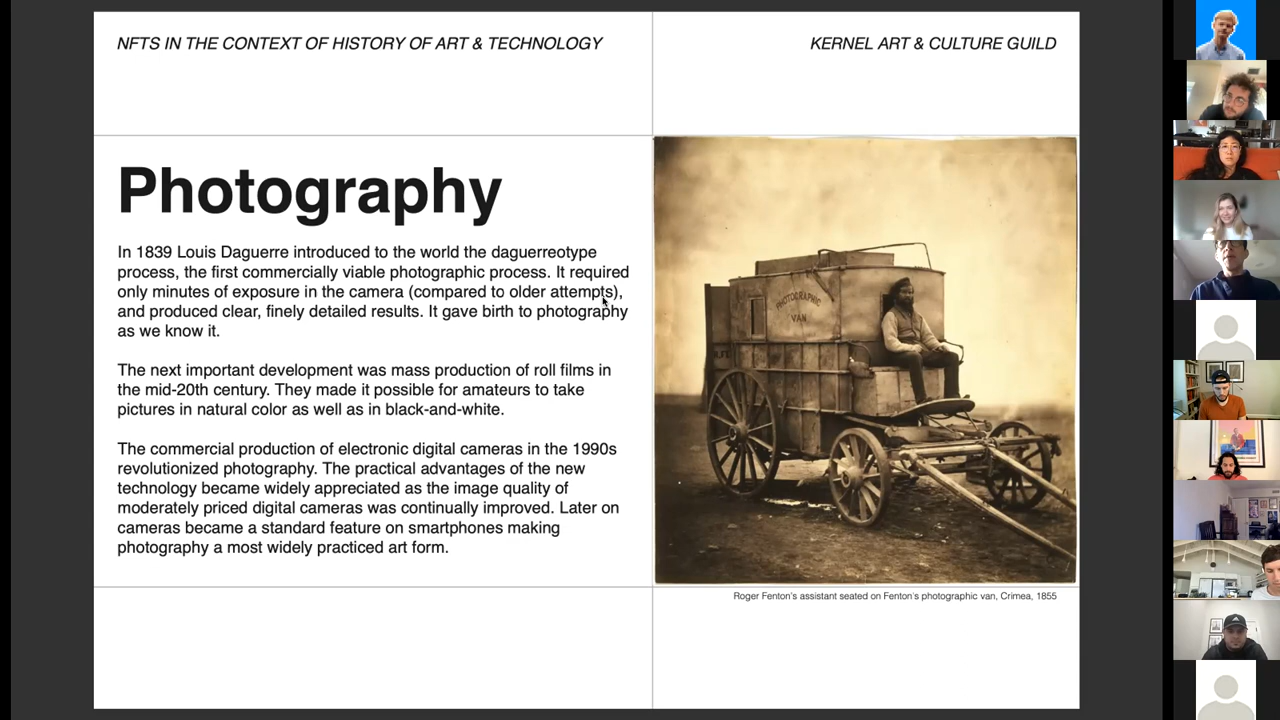 NFTS IN THE CONTEXT OF HISTORY OF ART & TECHNOLOGY
KERNEL ART & CULTURE GUILD
Photography
In 1839 Louis Daguerre introduced to the world the daguerreotype
process, the first commercially viable photographic process. It required
only minutes of exposure in the camera (compared to older attempts),
and produced clear, finely detailed results. It gave birth to photography
as we know it.
The next important development was mass production of roll films in
the mid-20th century. They made it possible for amateurs to take
pictures in natural color as well as in black-and-white.
The commercial production of electronic digital cameras in the 1990s
revolutionized photography. The practical advantages of the new
technology became widely appreciated as the image quality of
moderately priced digital cameras was continually improved. Later on
cameras became a standard feature on smartphones making
photography a most widely practiced art form.
PHOTOGRAPHIC
VAN
Roger Fenton's assistant seated on Fenton's photographic van, Crimea, 1855